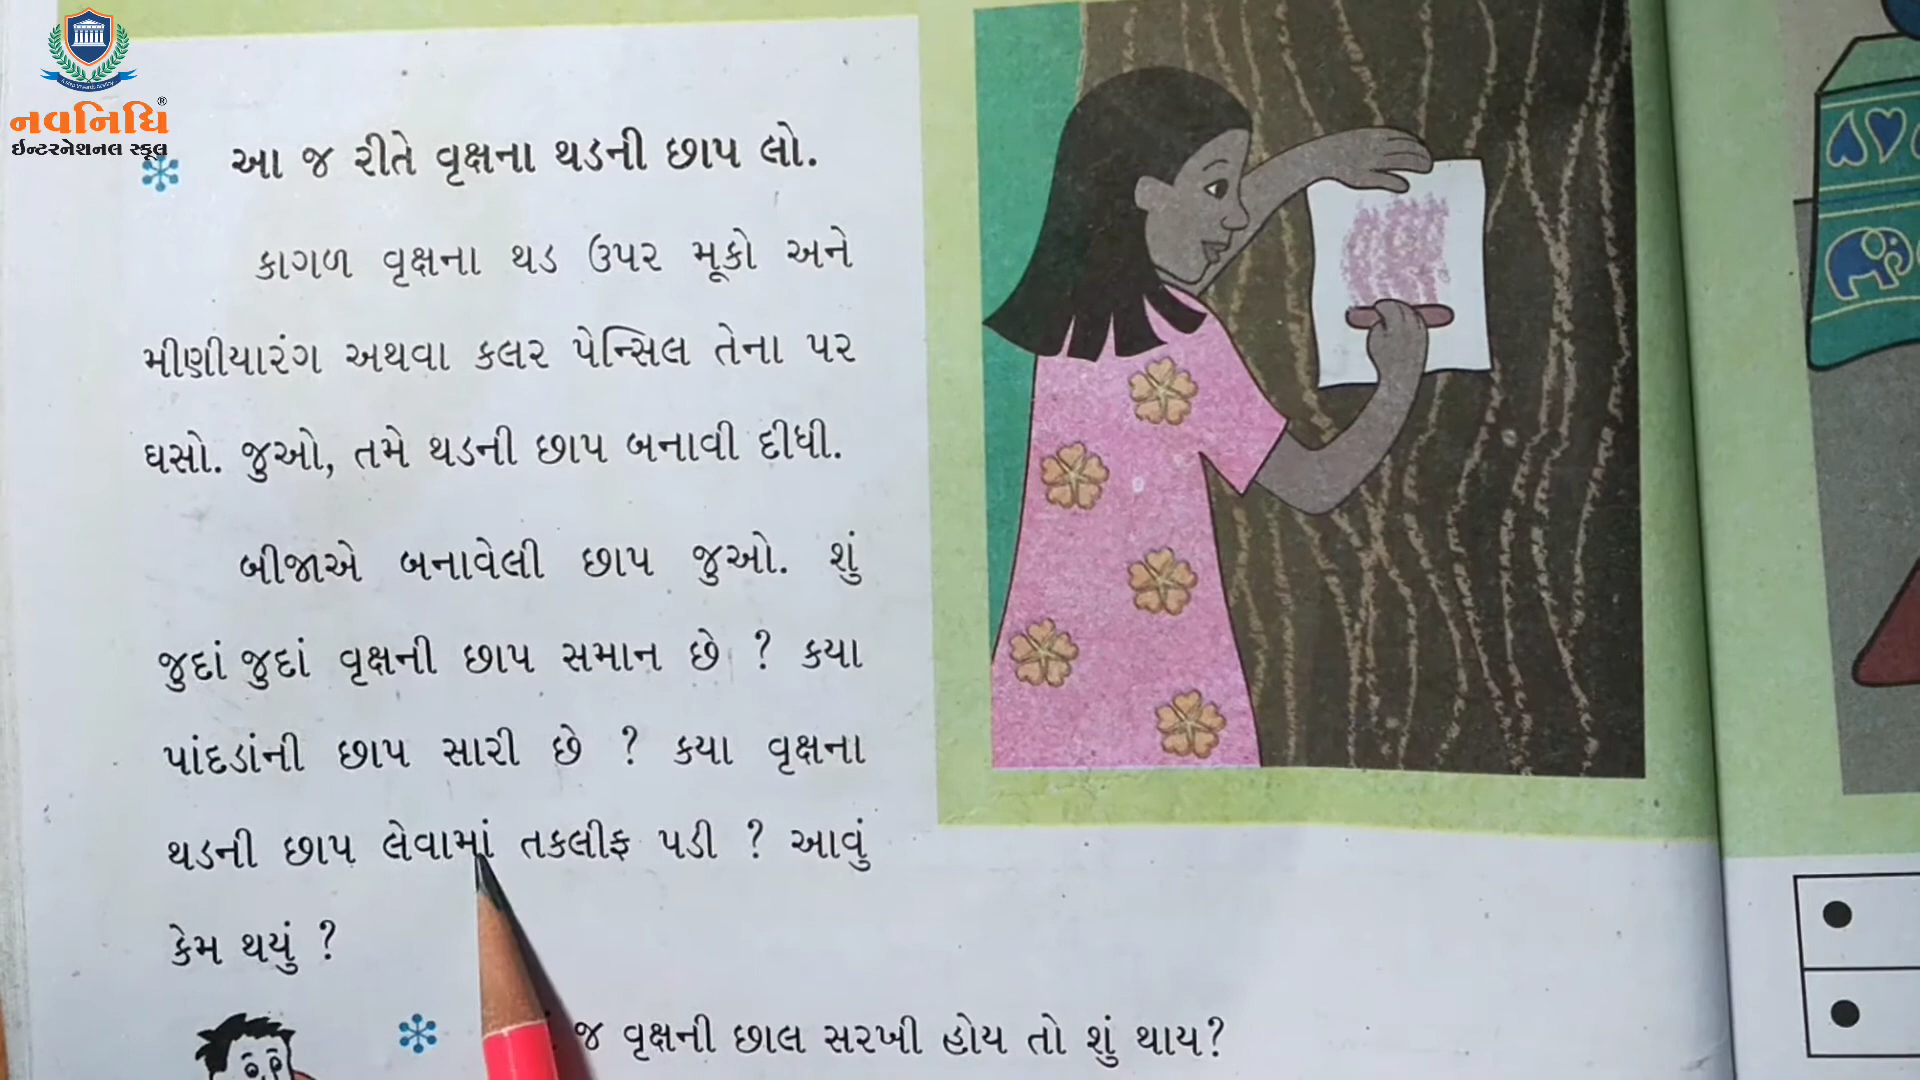 નવનિધિ®
ઈન્ટરનેશનલ સ્કૂલ
આ જ રીતે વૃક્ષના થડની છાપ લો.
કાગળ વૃક્ષના થડ ઉપર મૂકો અને
મીણીયારંગ અથવા કલર પેન્સિલ તેના પર
ઘસો. જુઓ, તમે થડની છાપ બનાવી દીધી.
બીજાએ બનાવેલી છાપ જુઓ. શું
જુદાં જુદાં વૃક્ષની છાપ સમાન છે ? કયા
પાંદડાંની છાપ સારી છે ? કયા વૃક્ષના
થડની છાપ લેવામાં તકલીફ પડી ? આવું
કેમ થયું ?
જ વૃક્ષની છાલ સરખી હોય તો શું થાય?